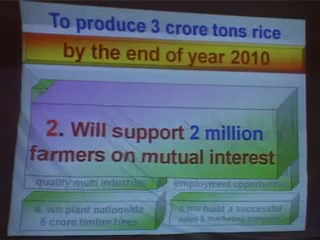 To produce 3 crore tons rice
by the end of year 2010
2. Will support 2 million
farmers on mutual interest
quality multi industries
employment opportunities
4. Will plant nationwide
6 crore timbre trees
5. Will build a successful
sales & marketing